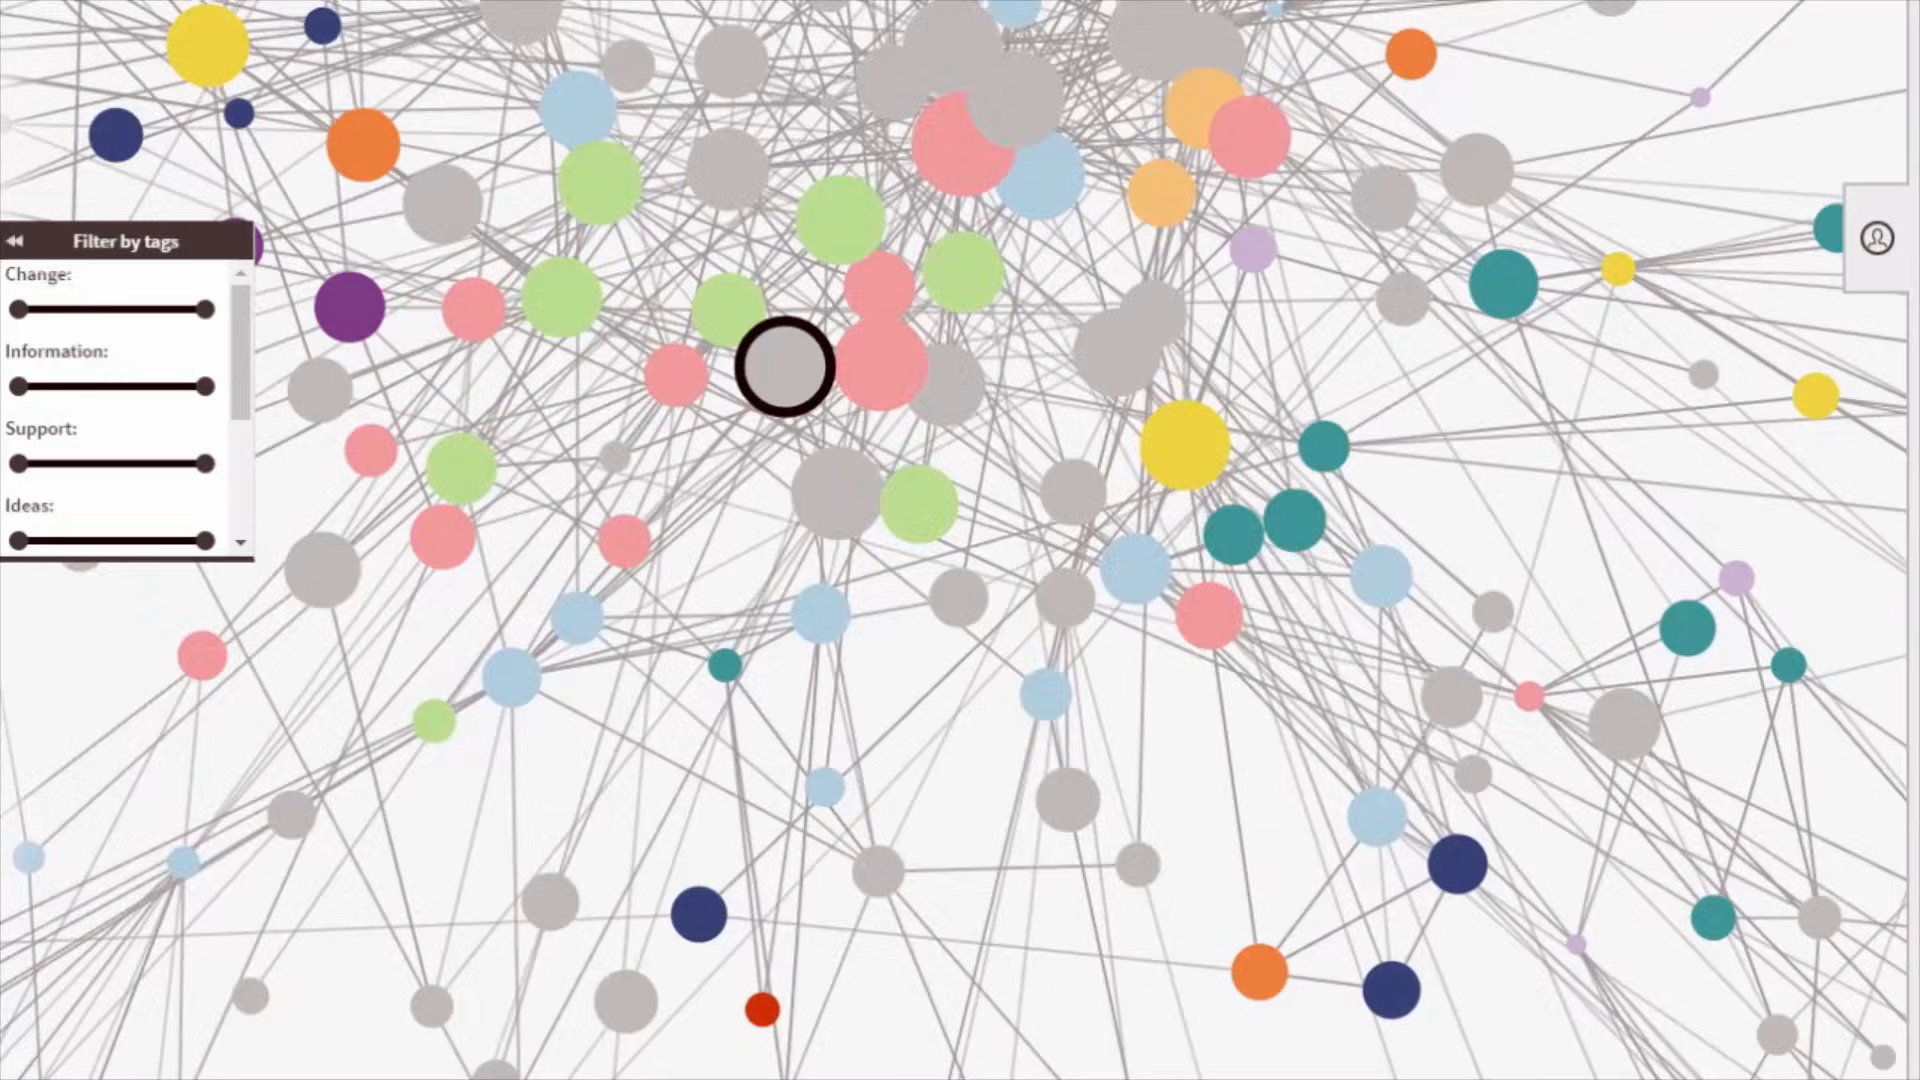 Filter by tags
Change:
Information:
Support:
Ideas: